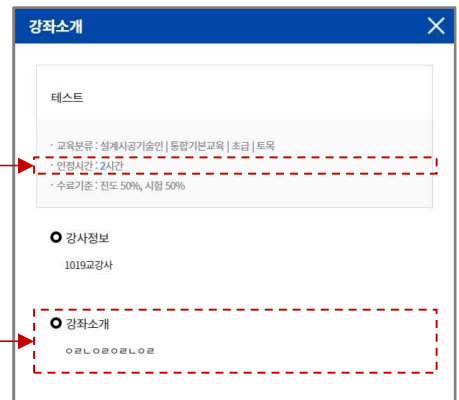 강좌소개
테스트
· 교육분류 : 설계시공기술인 | 통합기본교육 | 초급 | 토목
· 인정시간 : 2시간
· 수료기준 : 진도 50%, 시험 50%
강사정보
1019교강사
강좌소개
ㅇㄹㄴㅇㄹㅇㄹㄴㅇㄹ